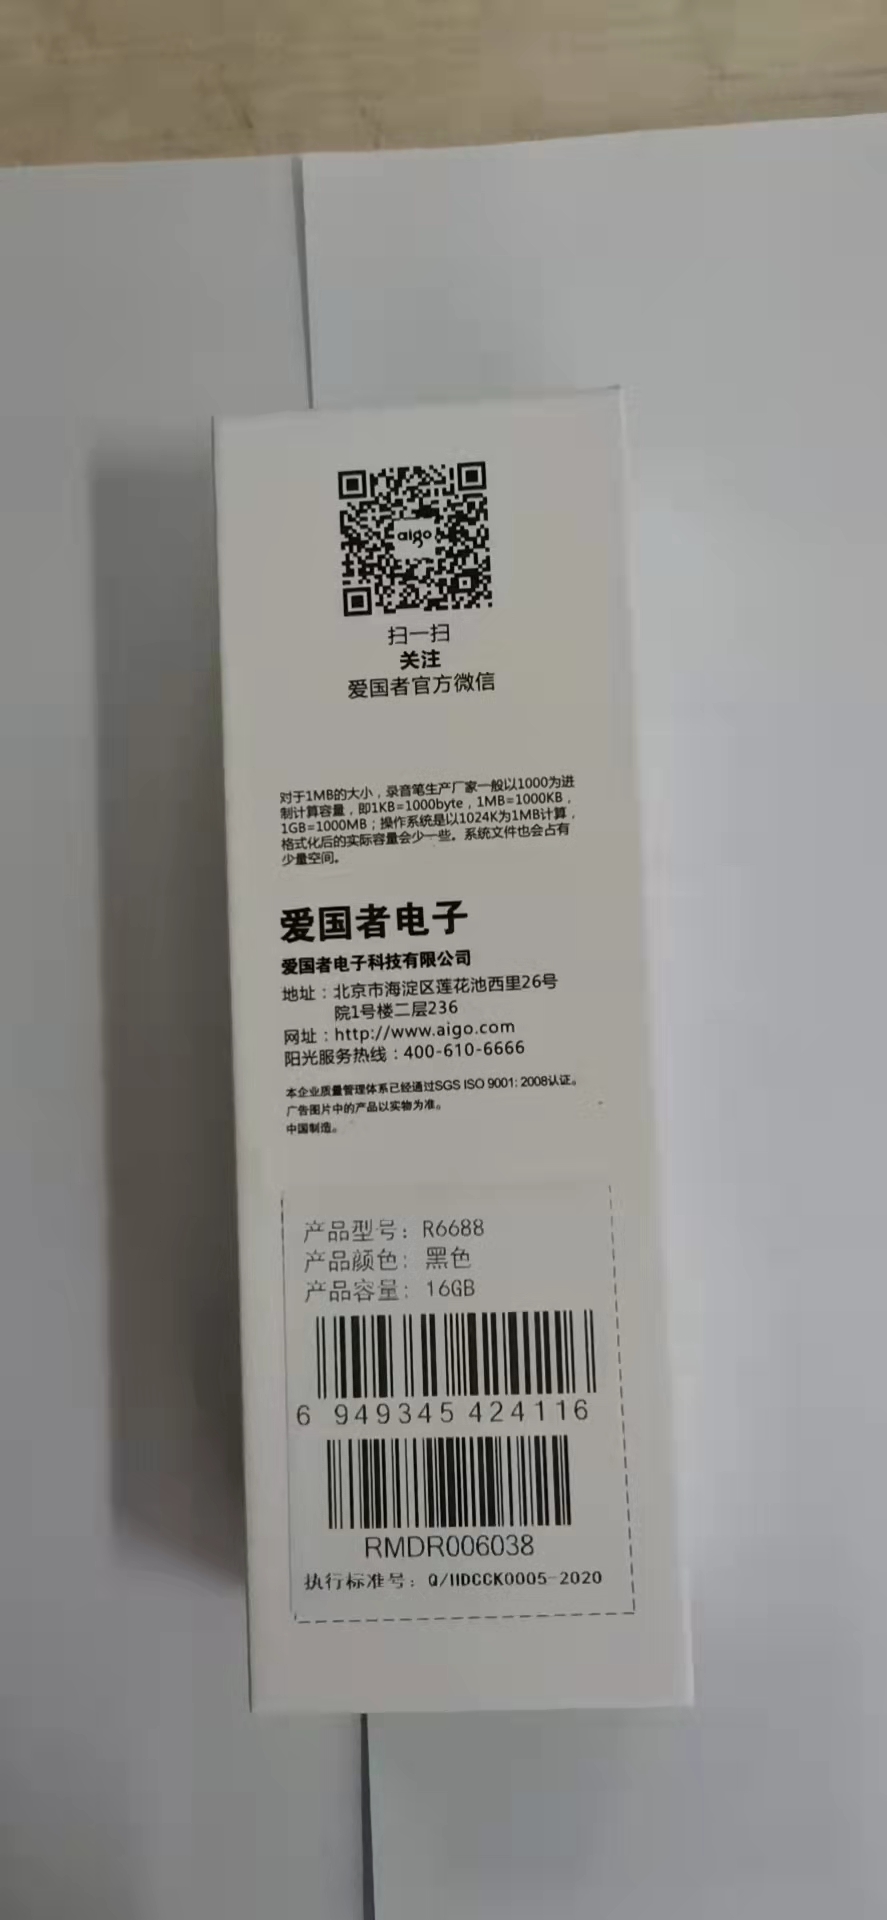 aigo
扫一扫
关注
爱国者官方微信
对于1MB的大小，录音笔生产厂家一般以1000为进
制计算容量，即1KB=1000byte，1MB=1000KB，
1GB=1000MB；操作系统是以1024K为1MB计算，
格式化后的实际容量会少一些。系统文件也会占有
少量空间。
爱国者电子
爱国者电子科技有限公司
地址：北京市海淀区莲花池西里26号
院1号楼二层236
网址：http://www.aigo.com
阳光服务热线：400-610-6666
本企业质量管理体系已经通过SGS ISO 9001: 2008认证。
广告图片中的产品以实物为准。
中国制造。
产品型号：R6688
产品颜色：黑色
产品容量：16GB
6 949345 424116
RMDR006038
执行标准号：Q/HDCCK0005-2020